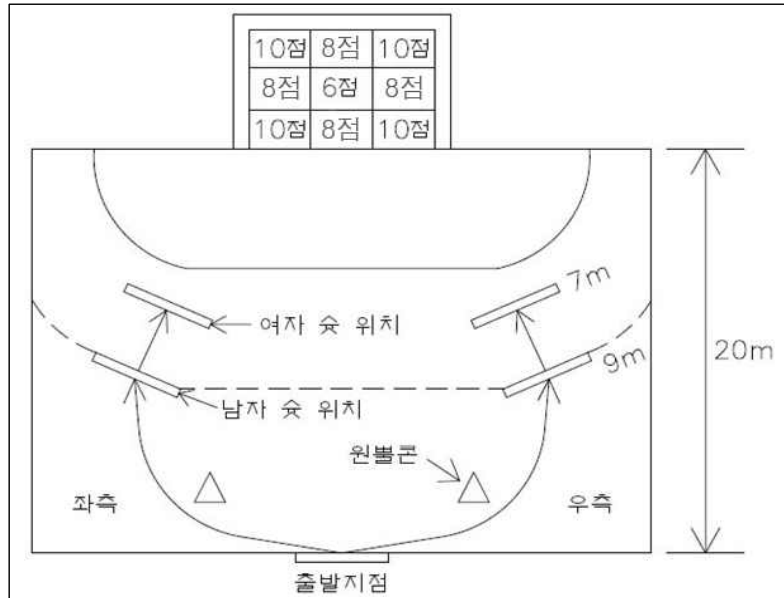 10점 8점 10점
8점 6점 8점
10점 8점 10점
7m
여자 슛 위치
9m
20m
남자 슛 위치
원뿔콘
좌측
우측
출발지점